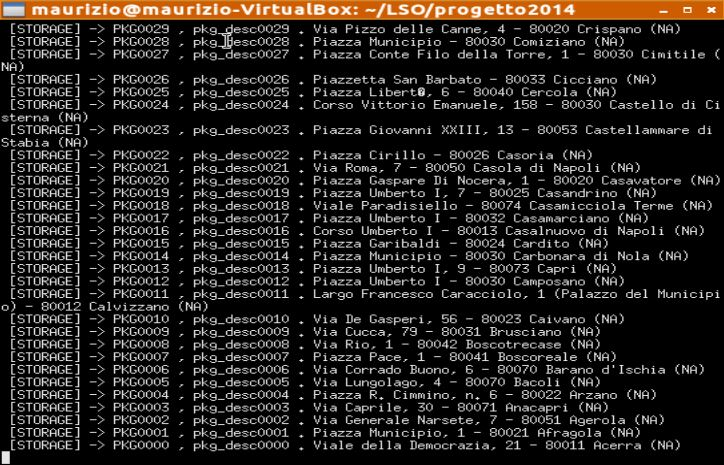 maurizio@maurizio-VirtualBox: ~/LSO/progetto2014
[STORAGE] -> PKG0029 , pkg_desc0029 . Via Pizzo delle Canne, 4 - 80020 Crispano (NA)
[STORAGE] -> PKG0028 , pkg_desc0028 . Piazza Municipio - 80030 Comiziano (NA)
[STORAGE] -> PKG0027 , pkg_desc0027 . Piazza Conte Filo della Torre, 1 - 80030 Cimitile (
NA)
[STORAGE] -> PKG0026 , pkg_desc0026 . Piazzetta San Barbato - 80033 Cicciano (NA)
[STORAGE] -> PKG0025 , pkg_desc0025 . Piazza Libert�, 6 - 80040 Cercola (NA)
[STORAGE] -> PKG0024 , pkg_desc0024 . Corso Vittorio Emanuele, 158 - 80030 Castello di Ci
sterna (NA)
[STORAGE] -> PKG0023 , pkg_desc0023 . Piazza Giovanni XXIII, 13 - 80053 Castellammare di
Stabia (NA)
[STORAGE] -> PKG0022 , pkg_desc0022 . Piazza Cirillo - 80026 Casoria (NA)
[STORAGE] -> PKG0021 , pkg_desc0021 . Via Roma, 7 - 80050 Casola di Napoli (NA)
[STORAGE] -> PKG0020 , pkg_desc0020 . Piazza Gaspare Di Nocera, 1 - 80020 Casavatore (NA)
[STORAGE] -> PKG0019 , pkg_desc0019 . Piazza Umberto I, 7 - 80025 Casandrino (NA)
[STORAGE] -> PKG0018 , pkg_desc0018 . Viale Paradisiello - 80074 Casamicciola Terme (NA)
[STORAGE] -> PKG0017 , pkg_desc0017 . Piazza Umberto I - 80032 Casamarciano (NA)
[STORAGE] -> PKG0016 , pkg_desc0016 . Corso Umberto I - 80013 Casalnuovo di Napoli (NA)
[STORAGE] -> PKG0015 , pkg_desc0015 . Piazza Garibaldi - 80024 Cardito (NA)
[STORAGE] -> PKG0014 , pkg_desc0014 . Piazza Municipio - 80030 Carbonara di Nola (NA)
[STORAGE] -> PKG0013 , pkg_desc0013 . Piazza Umberto I, 9 - 80073 Capri (NA)
[STORAGE] -> PKG0012 , pkg_desc0012 . Piazza Umberto I - 80030 Camposano (NA)
[STORAGE] -> PKG0011 , pkg_desc0011 . Largo Francesco Caracciolo, 1 (Palazzo del Municipi
o) - 80012 Calvizzano (NA)
[STORAGE] -> PKG0010 , pkg_desc0010 . Via De Gasperi, 56 - 80023 Caivano (NA)
[STORAGE] -> PKG0009 , pkg_desc0009 . Via Cucca, 79 - 80031 Brusciano (NA)
[STORAGE] -> PKG0008 , pkg_desc0008 . Via Rio, 1 - 80042 Boscotrecase (NA)
[STORAGE] -> PKG0007 , pkg_desc0007 . Piazza Pace, 1 - 80041 Boscoreale (NA)
[STORAGE] -> PKG0006 , pkg_desc0006 . Via Corrado Buono, 6 - 80070 Barano d'Ischia (NA)
[STORAGE] -> PKG0005 , pkg_desc0005 . Via Lungolago, 4 - 80070 Bacoli (NA)
[STORAGE] -> PKG0004 , pkg_desc0004 . Piazza R. Cimmino, n. 6 - 80022 Arzano (NA)
[STORAGE] -> PKG0003 , pkg_desc0003 . Via Caprile, 30 - 80071 Anacapri (NA)
[STORAGE] -> PKG0002 , pkg_desc0002 . Via Generale Narsete, 7 - 80051 Agerola (NA)
[STORAGE] -> PKG0001 , pkg_desc0001 . Piazza Municipio, 1 - 80021 Afragola (NA)
[STORAGE] -> PKG0000 , pkg_desc0000 . Viale della Democrazia, 21 - 80011 Acerra (NA)